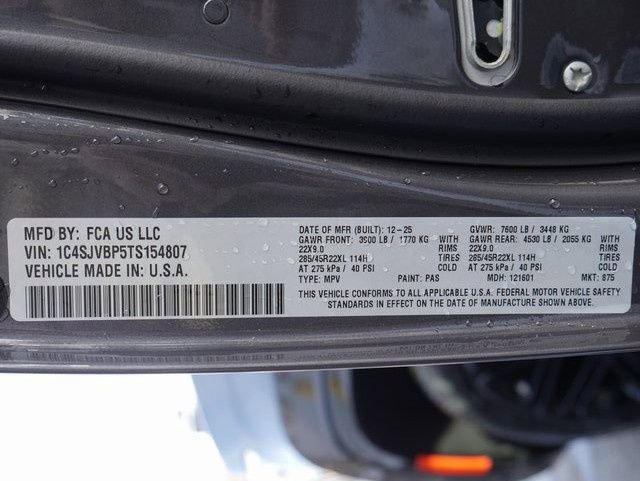 MFD BY: FCA US LLC
VIN: 1C4SJVBP5TS154807
VEHICLE MADE IN: U.S.A.
DATE OF MFR (BUILT): 12-25
GAWR FRONT: 3900 LB / 1770 KG WITH
22X9.0 RIMS
285/45R22XL 114H TIRES
AT 275 kPa / 40 PSI COLD
TYPE: MPV PAINT: PAS
GVWR: 7600 LB / 3448 KG
GAWR REAR: 4530 LB / 2055 KG WITH
22X9.0 RIMS
285/45R22XL 114H TIRES
AT 275 kPa / 40 PSI COLD
MDH: 121601 MKT: 875
THIS VEHICLE CONFORMS TO ALL APPLICABLE U.S.A. FEDERAL MOTOR VEHICLE SAFETY
STANDARDS IN EFFECT ON THE DATE OF MANUFACTURE SHOWN ABOVE.